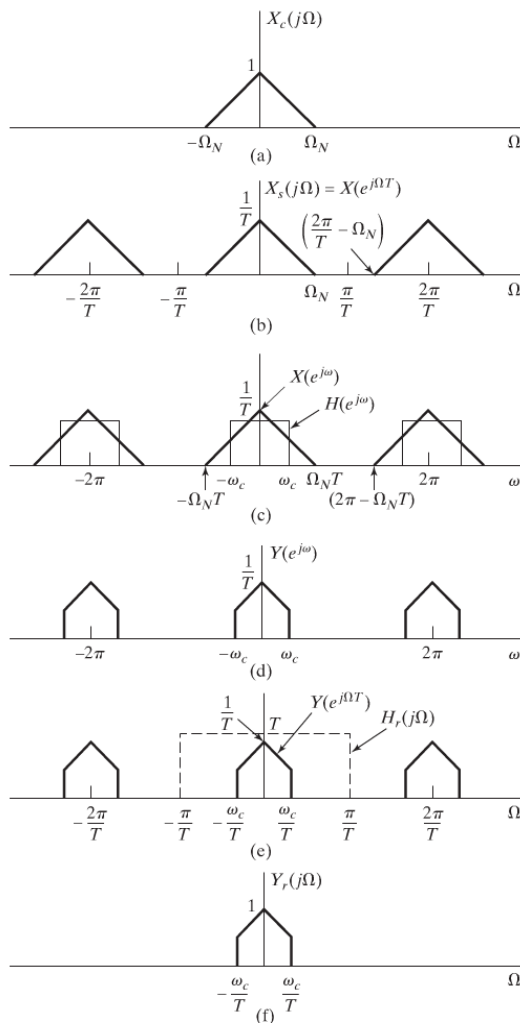 X_c(jΩ)
1
−Ω_N Ω_N Ω
(a)
X_s(jΩ) = X(e^{jΩT})
1/T
(2π/T − Ω_N)
−2π/T −π/T Ω_N π/T 2π/T Ω
(b)
X(e^{jω})
1/T
H(e^{jω})
−2π −ω_c ω_c Ω_N T 2π ω
−Ω_N T (2π − Ω_N T)
(c)
Y(e^{jω})
1/T
−2π −ω_c ω_c 2π ω
(d)
1/T T Y(e^{jΩT}) H_r(jΩ)
−2π/T −π/T −ω_c/T ω_c/T π/T 2π/T Ω
(e)
Y_r(jΩ)
1
−ω_c/T ω_c/T Ω
(f)